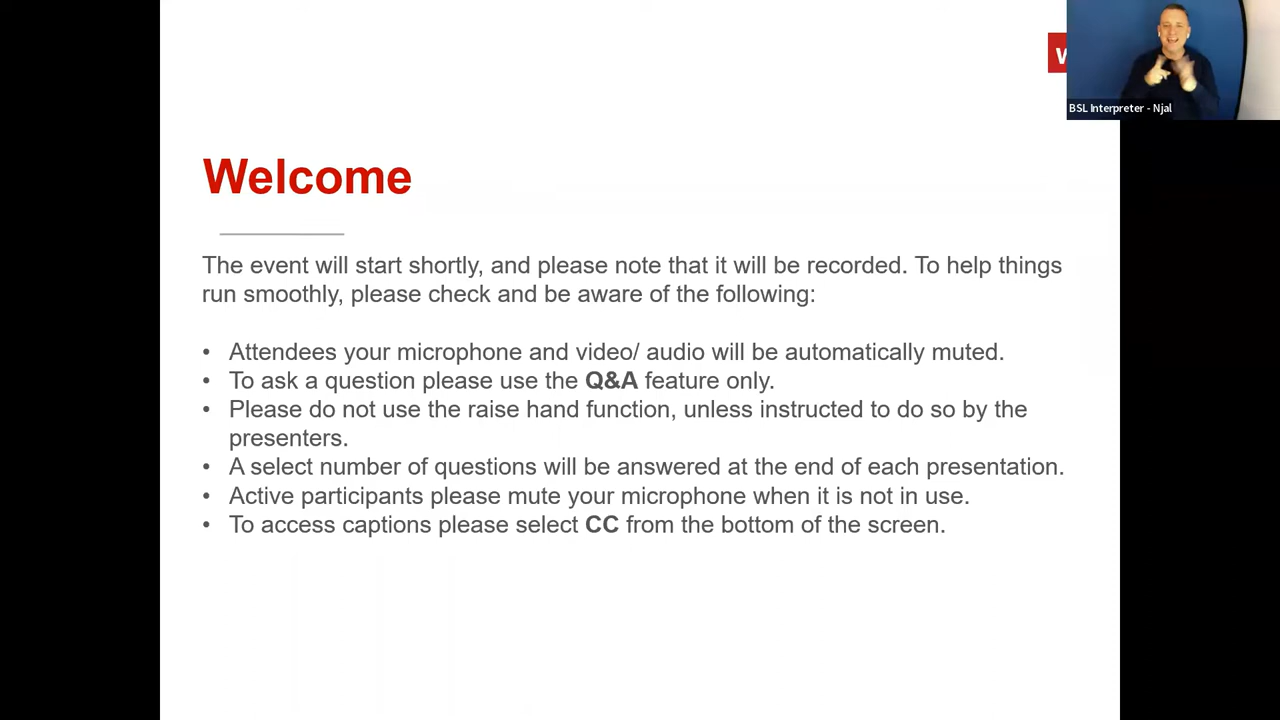 BSL Interpreter - Njal
Welcome
The event will start shortly, and please note that it will be recorded. To help things
run smoothly, please check and be aware of the following:
• Attendees your microphone and video/ audio will be automatically muted.
• To ask a question please use the Q&A feature only.
• Please do not use the raise hand function, unless instructed to do so by the
presenters.
• A select number of questions will be answered at the end of each presentation.
• Active participants please mute your microphone when it is not in use.
• To access captions please select CC from the bottom of the screen.